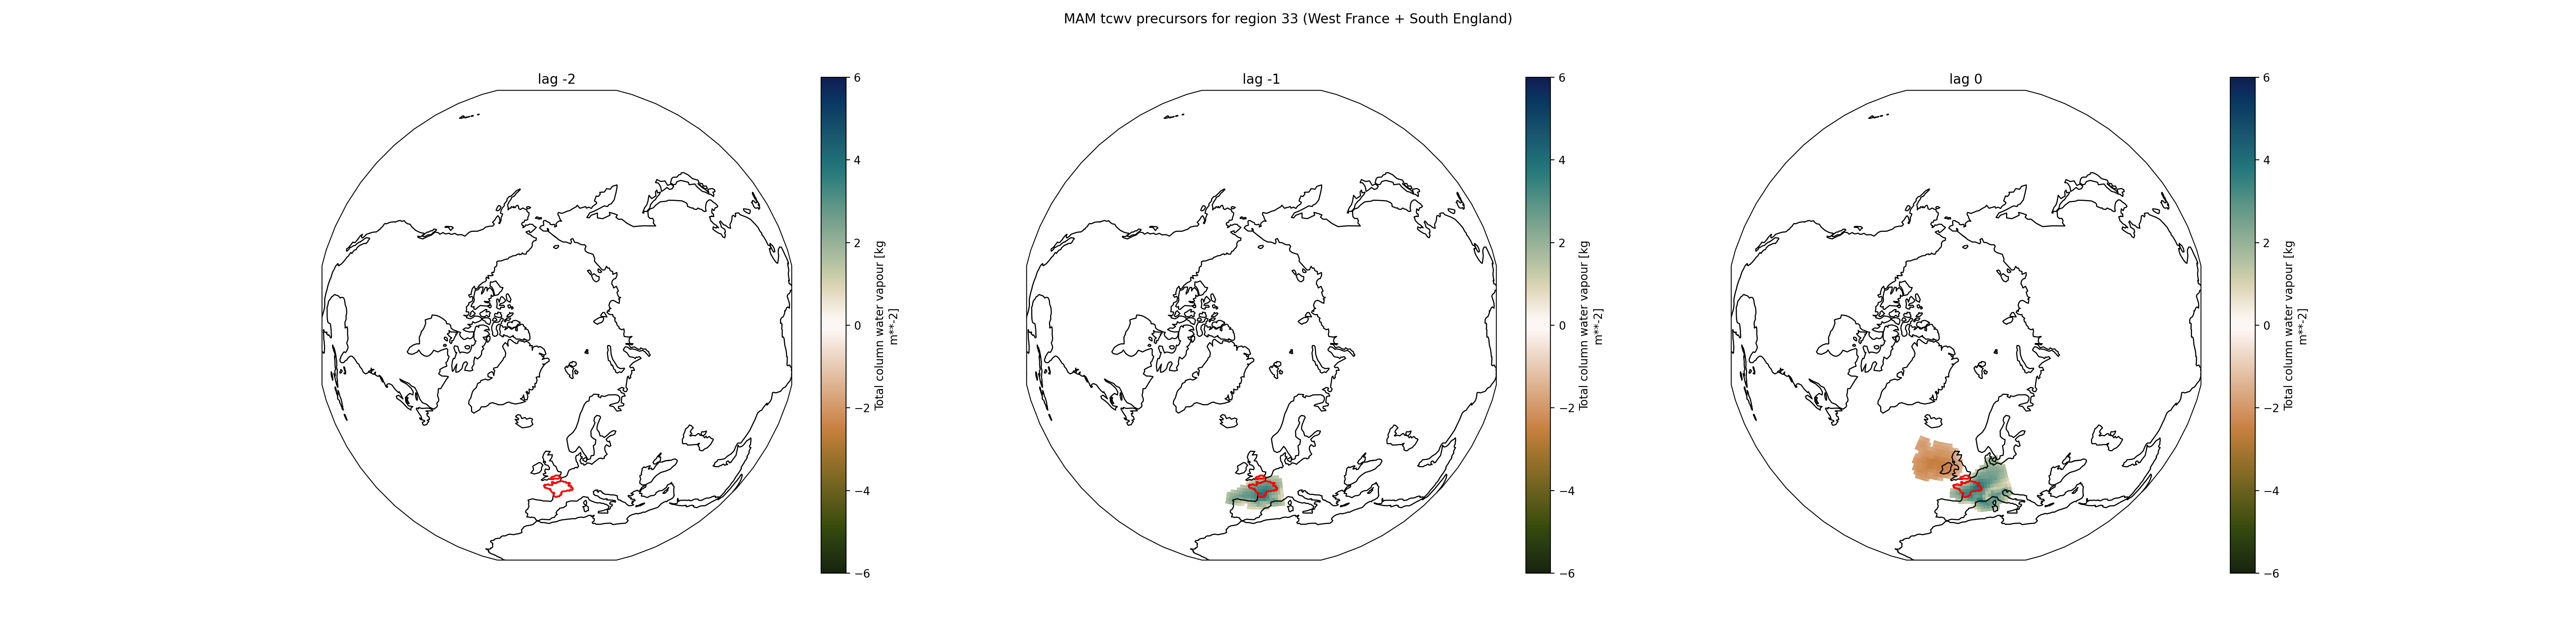 MAM tcwv precursors for region 33 (West France + South England)
lag -2
6
4
2
0
−2
−4
−6
Total column water vapour [kg
m**-2]
lag -1
6
4
2
0
−2
−4
−6
Total column water vapour [kg
m**-2]
lag 0
6
4
2
0
−2
−4
−6
Total column water vapour [kg
m**-2]